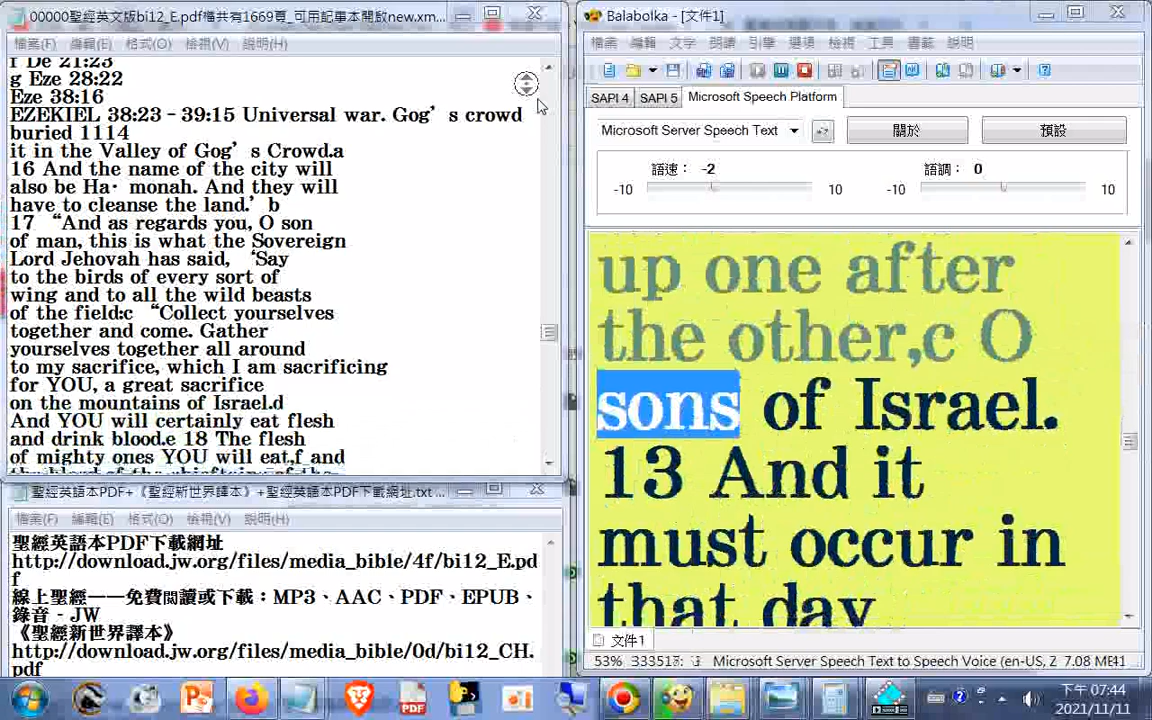 00000聖經英文版bi12_E.pdf檔共有1669頁_可用記事本開啟new.xm...
檔案(F) 編輯(E) 格式(O) 檢視(V) 說明(H)
f De 21:23
g Eze 28:22
Eze 38:16
EZEKIEL 38:23–39:15 Universal war. Gog’s crowd
buried 1114
it in the Valley of Gog’s Crowd.a
16 And the name of the city will
also be Ha·monah. And they will
have to cleanse the land.’b
17 “And as regards you, O son
of man, this is what the Sovereign
Lord Jehovah has said, ‘Say
to the birds of every sort of
wing and to all the wild beasts
of the field:c “Collect yourselves
together and come. Gather
yourselves together all around
to my sacrifice, which I am sacrificing
for YOU, a great sacrifice
on the mountains of Israel.d
And YOU will certainly eat flesh
and drink blood.e 18 The flesh
of mighty ones YOU will eat,f and
the blood of the chieftains of the
聖經英語本PDF+《聖經新世界譯本》+聖經英語本PDF下載網址.txt ...
檔案(F) 編輯(E) 格式(O) 檢視(V) 說明(H)
聖經英語本PDF下載網址
http://download.jw.org/files/media_bible/4f/bi12_E.pd
f
線上聖經——免費閱讀或下載：MP3、AAC、PDF、EPUB、
錄音 - JW
《聖經新世界譯本》
http://download.jw.org/files/media_bible/0d/bi12_CH.
pdf
Balabolka - [文件1]
檔案 編輯 文字 朗讀 引擎 選項 檢視 工具 書籤 說明
SAPI 4 SAPI 5 Microsoft Speech Platform
Microsoft Server Speech Text 關於 預設
語速： -2 語調： 0
-10 10 -10 10
up one after
the other,c O
sons of Israel.
13 And it
must occur in
that day
文件1
53% Microsoft Server Speech Text to Speech Voice (en-US, Z 7.08 MB
下午 07:44
2021/11/11